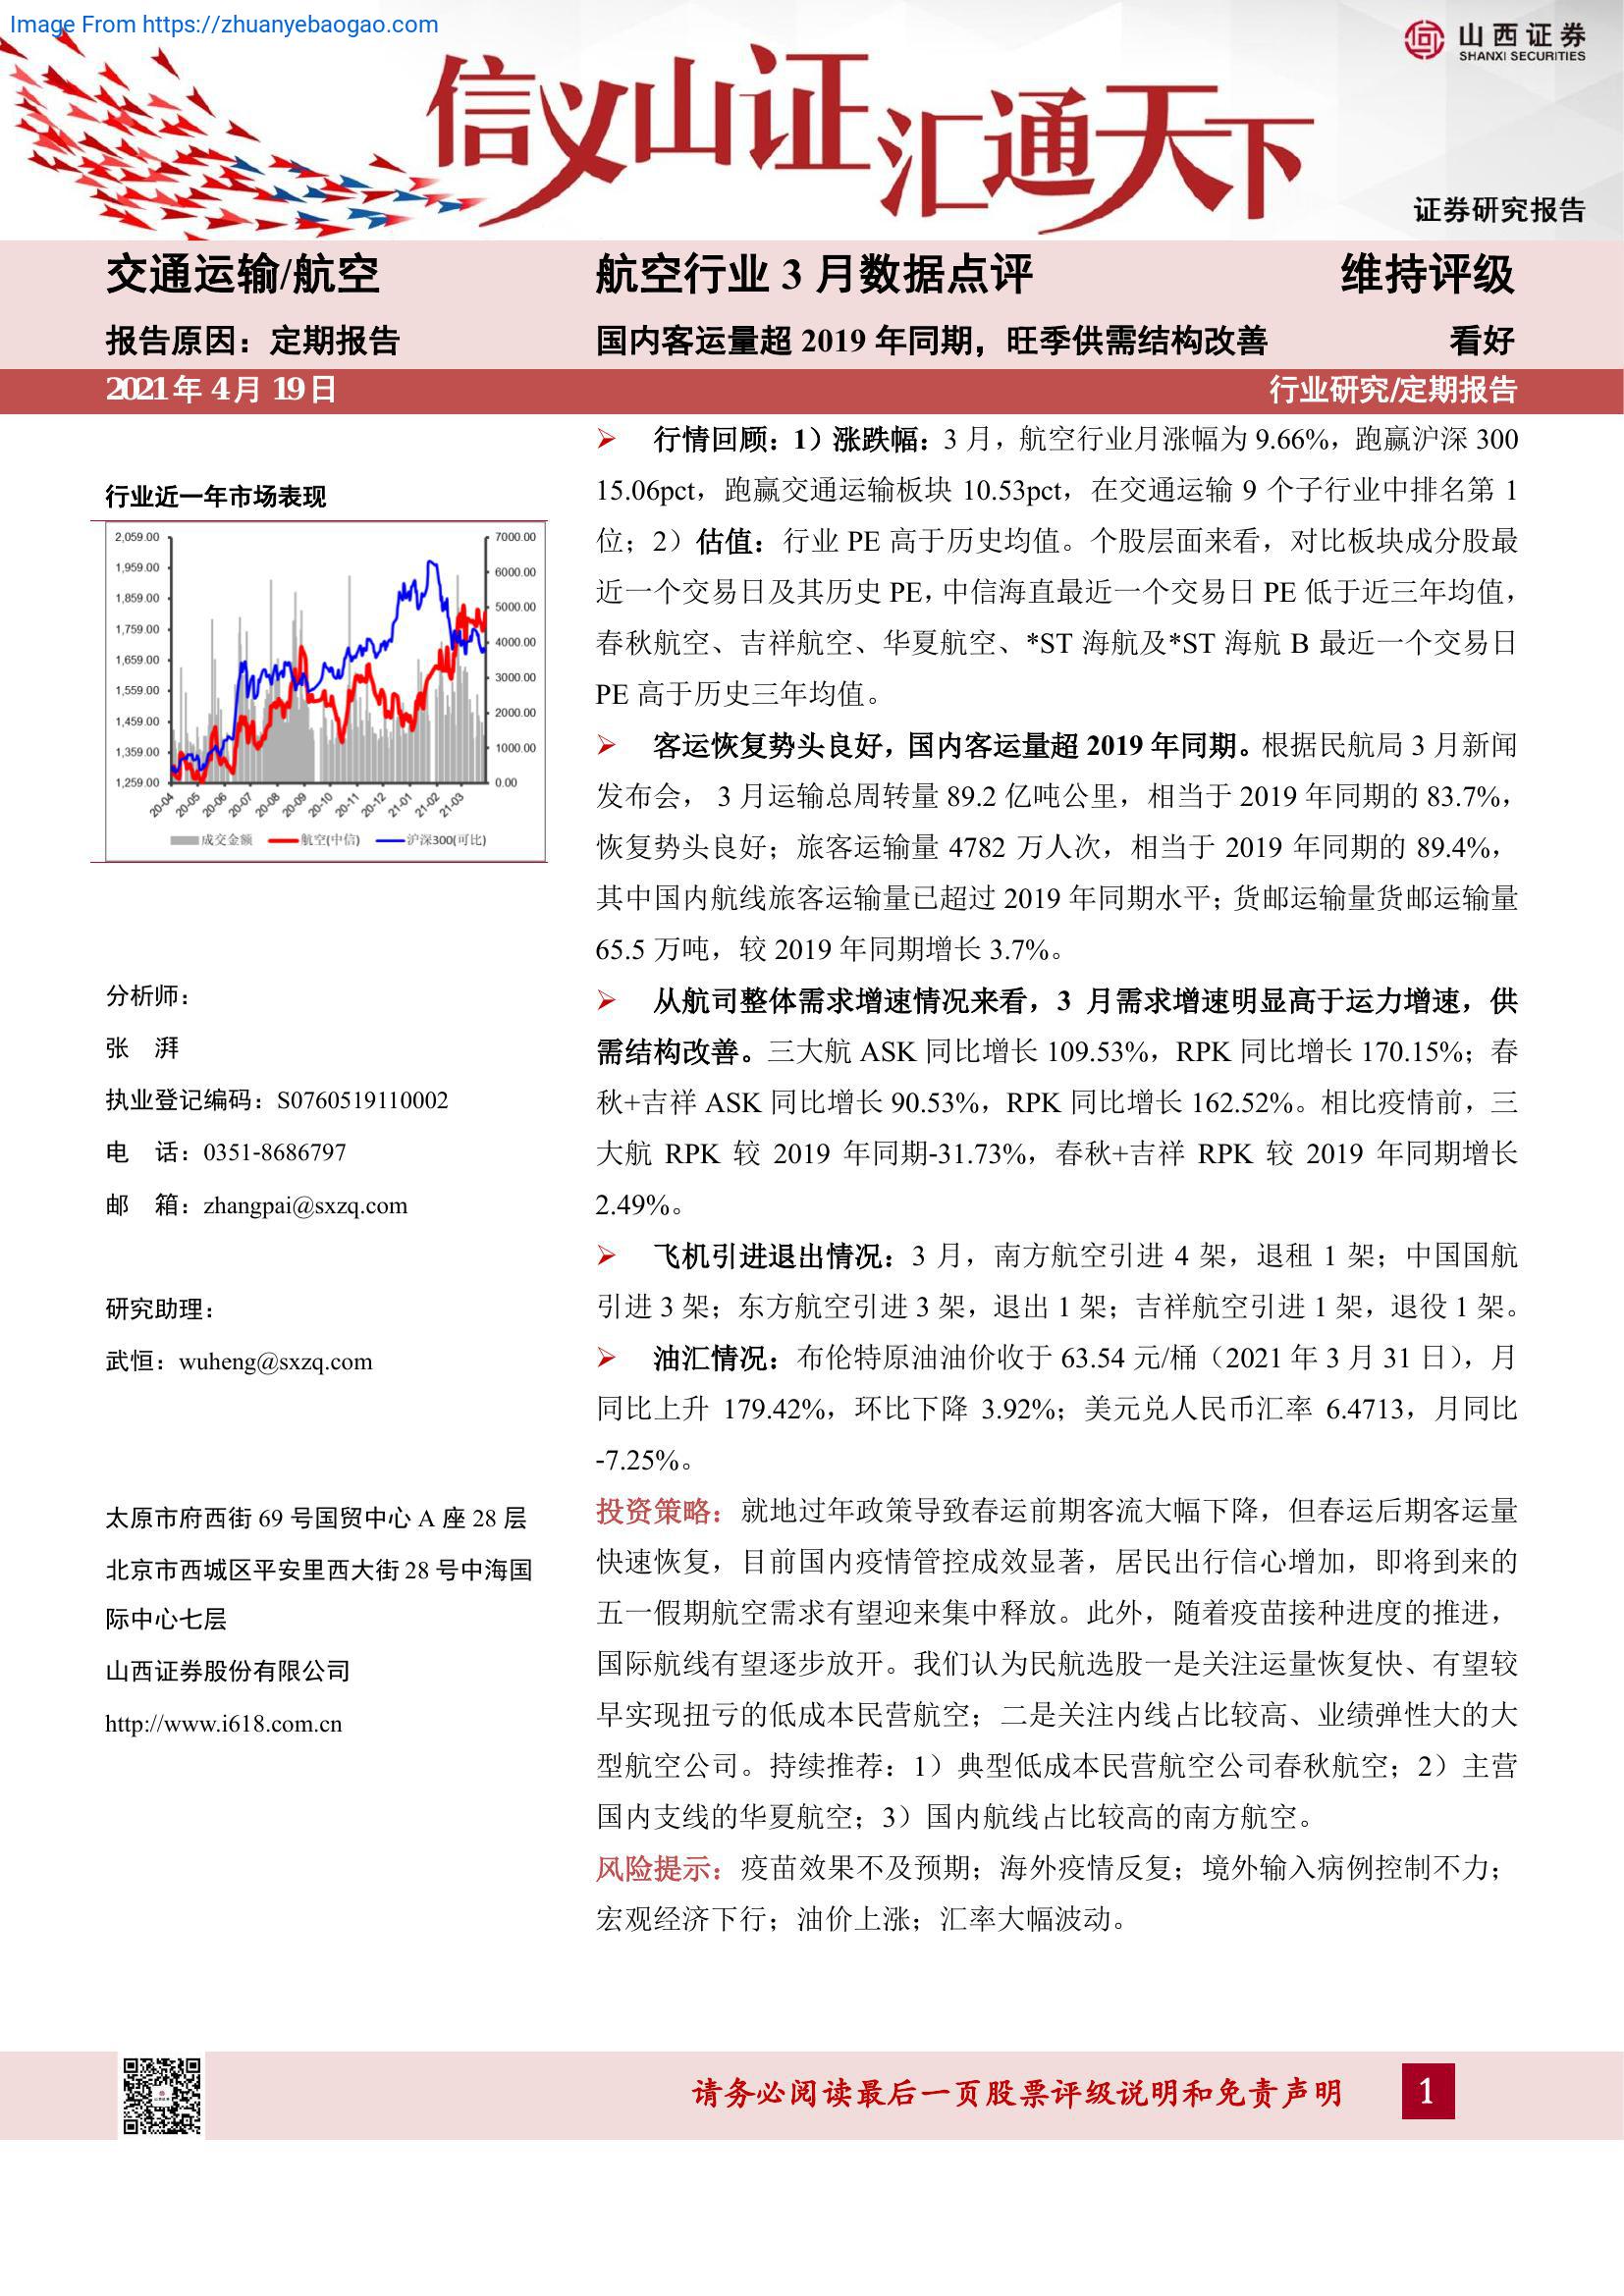 Image From https://zhuanyebaogao.com
山西证券
SHANXI SECURITIES
信义山证汇通天下
证券研究报告
交通运输/航空
航空行业 3 月数据点评
维持评级
报告原因：定期报告
国内客运量超 2019 年同期，旺季供需结构改善
看好
2021 年 4 月 19 日
行业研究/定期报告
行业近一年市场表现
2,059.00
1,959.00
1,859.00
1,759.00
1,659.00
1,559.00
1,459.00
1,359.00
1,259.00
7000.00
6000.00
5000.00
4000.00
3000.00
2000.00
1000.00
0.00
20-04 20-05 20-06 20-07 20-08 20-09 20-10 20-11 20-12 21-01 21-02 21-03
成交金额 航空(中信) 沪深300(可比)
分析师：
张 湃
执业登记编码：S0760519110002
电 话：0351-8686797
邮 箱：zhangpai@sxzq.com
研究助理：
武恒：wuheng@sxzq.com
太原市府西街 69 号国贸中心 A 座 28 层
北京市西城区平安里西大街 28 号中海国
际中心七层
山西证券股份有限公司
http://www.i618.com.cn
➢ 行情回顾：1）涨跌幅：3 月，航空行业月涨幅为 9.66%，跑赢沪深 300
15.06pct，跑赢交通运输板块 10.53pct，在交通运输 9 个子行业中排名第 1
位；2）估值：行业 PE 高于历史均值。个股层面来看，对比板块成分股最
近一个交易日及其历史 PE，中信海直最近一个交易日 PE 低于近三年均值，
春秋航空、吉祥航空、华夏航空、*ST 海航及*ST 海航 B 最近一个交易日
PE 高于历史三年均值。
➢ 客运恢复势头良好，国内客运量超 2019 年同期。根据民航局 3 月新闻
发布会， 3 月运输总周转量 89.2 亿吨公里，相当于 2019 年同期的 83.7%，
恢复势头良好；旅客运输量 4782 万人次，相当于 2019 年同期的 89.4%，
其中国内航线旅客运输量已超过 2019 年同期水平；货邮运输量货邮运输量
65.5 万吨，较 2019 年同期增长 3.7%。
➢ 从航司整体需求增速情况来看，3 月需求增速明显高于运力增速，供
需结构改善。三大航 ASK 同比增长 109.53%，RPK 同比增长 170.15%；春
秋+吉祥 ASK 同比增长 90.53%，RPK 同比增长 162.52%。相比疫情前，三
大航 RPK 较 2019 年同期-31.73%，春秋+吉祥 RPK 较 2019 年同期增长
2.49%。
➢ 飞机引进退出情况：3 月，南方航空引进 4 架，退租 1 架；中国国航
引进 3 架；东方航空引进 3 架，退出 1 架；吉祥航空引进 1 架，退役 1 架。
➢ 油汇情况：布伦特原油油价收于 63.54 元/桶（2021 年 3 月 31 日），月
同比上升 179.42%，环比下降 3.92%；美元兑人民币汇率 6.4713，月同比
-7.25%。
投资策略：就地过年政策导致春运前期客流大幅下降，但春运后期客运量
快速恢复，目前国内疫情管控成效显著，居民出行信心增加，即将到来的
五一假期航空需求有望迎来集中释放。此外，随着疫苗接种进度的推进，
国际航线有望逐步放开。我们认为民航选股一是关注运量恢复快、有望较
早实现扭亏的低成本民营航空；二是关注内线占比较高、业绩弹性大的大
型航空公司。持续推荐：1）典型低成本民营航空公司春秋航空；2）主营
国内支线的华夏航空；3）国内航线占比较高的南方航空。
风险提示：疫苗效果不及预期；海外疫情反复；境外输入病例控制不力；
宏观经济下行；油价上涨；汇率大幅波动。
请务必阅读最后一页股票评级说明和免责声明
1